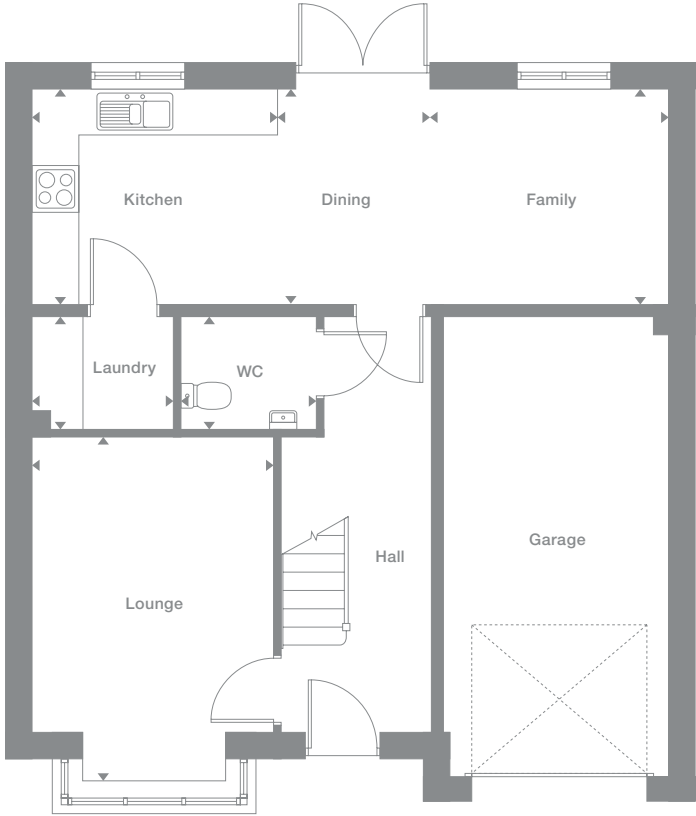 Kitchen
Dining
Family
Laundry
WC
Garage
Hall
Lounge